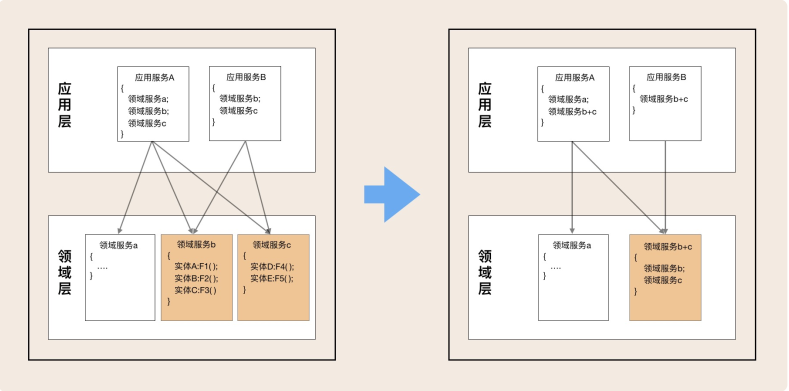 应用层
应用服务A
{
领域服务a;
领域服务b;
领域服务c
}
应用服务B
{
领域服务b;
领域服务c
}
领域层
领域服务a
{
....
}
领域服务b
{
实体A:F1( );
实体B:F2( );
实体C:F3( )
}
领域服务c
{
实体D:F4( );
实体E:F5( );
}
应用层
应用服务A
{
领域服务a;
领域服务b+c
}
应用服务B
{
领域服务b+c
}
领域层
领域服务a
{
....
}
领域服务b+c
{
领域服务b;
领域服务c
}